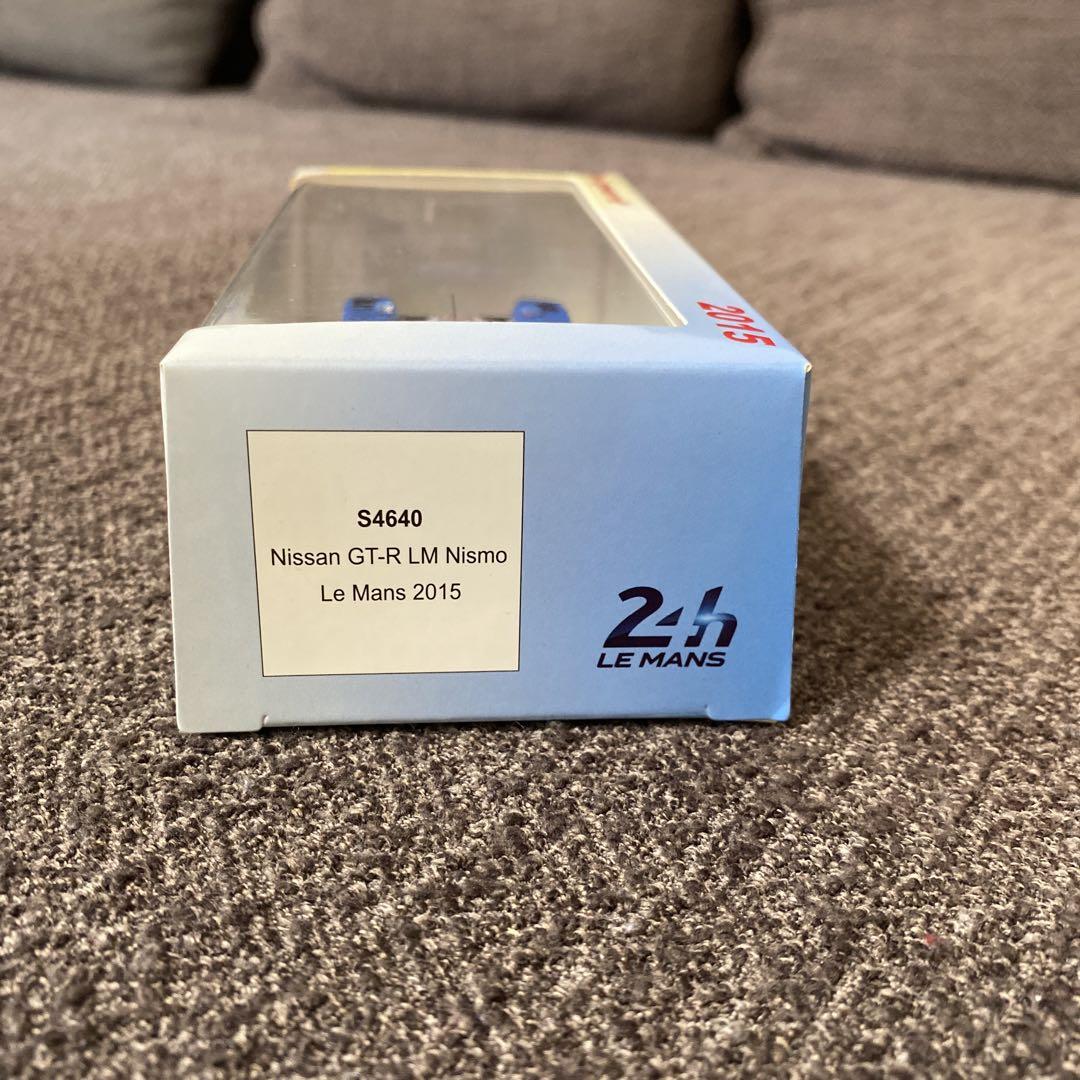 2015
S4640
Nissan GT-R LM Nismo
Le Mans 2015
24h
LE MANS